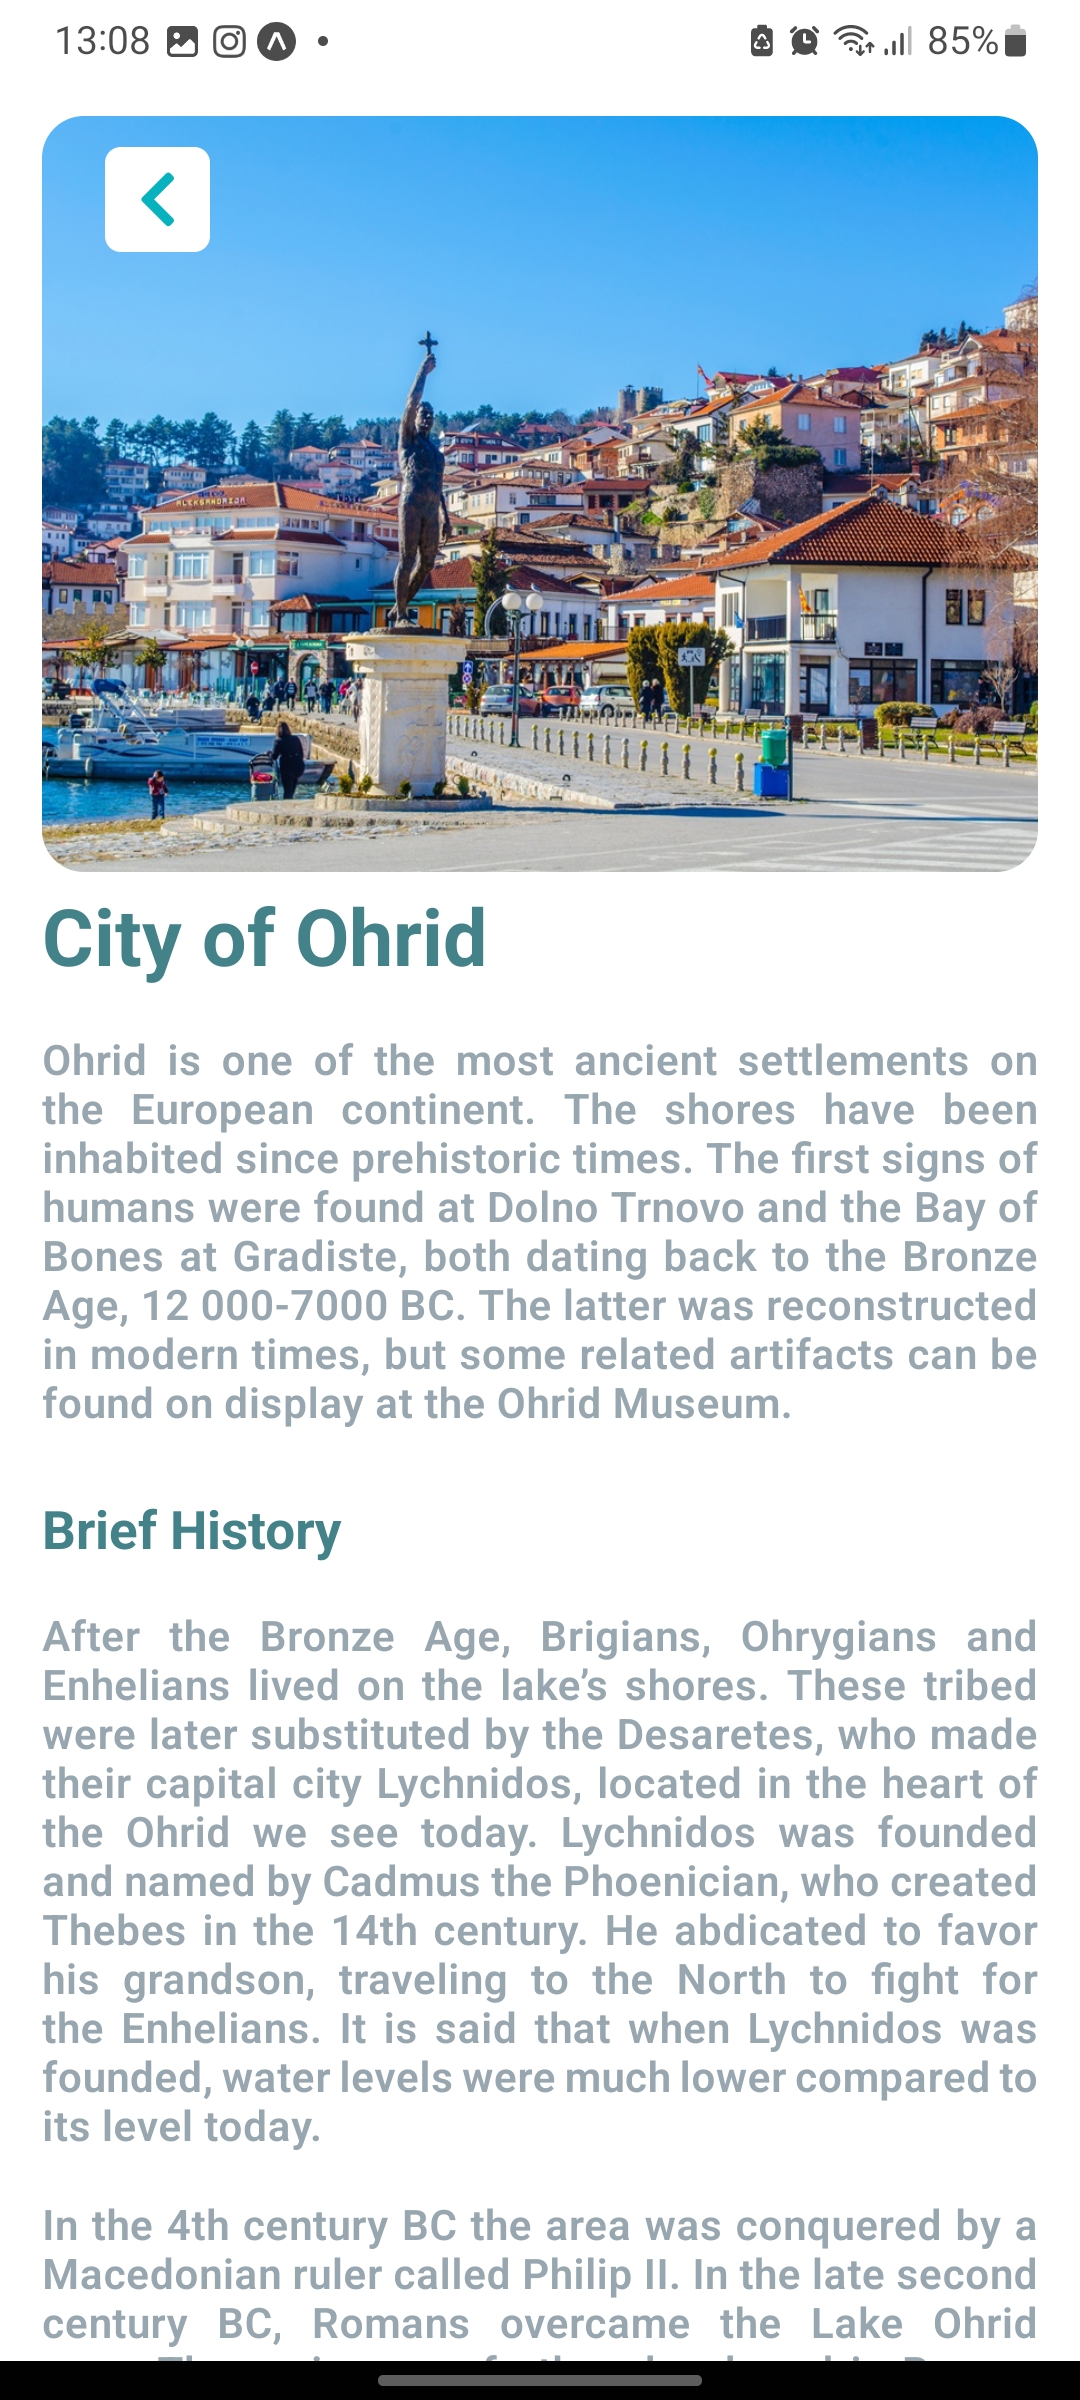 13:08
85%
ALEKSANDRIJA
City of Ohrid
Ohrid is one of the most ancient settlements on
the European continent. The shores have been
inhabited since prehistoric times. The first signs of
humans were found at Dolno Trnovo and the Bay of
Bones at Gradiste, both dating back to the Bronze
Age, 12 000-7000 BC. The latter was reconstructed
in modern times, but some related artifacts can be
found on display at the Ohrid Museum.
Brief History
After the Bronze Age, Brigians, Ohrygians and
Enhelians lived on the lake’s shores. These tribed
were later substituted by the Desaretes, who made
their capital city Lychnidos, located in the heart of
the Ohrid we see today. Lychnidos was founded
and named by Cadmus the Phoenician, who created
Thebes in the 14th century. He abdicated to favor
his grandson, traveling to the North to fight for
the Enhelians. It is said that when Lychnidos was
founded, water levels were much lower compared to
its level today.
In the 4th century BC the area was conquered by a
Macedonian ruler called Philip II. In the late second
century BC, Romans overcame the Lake Ohrid